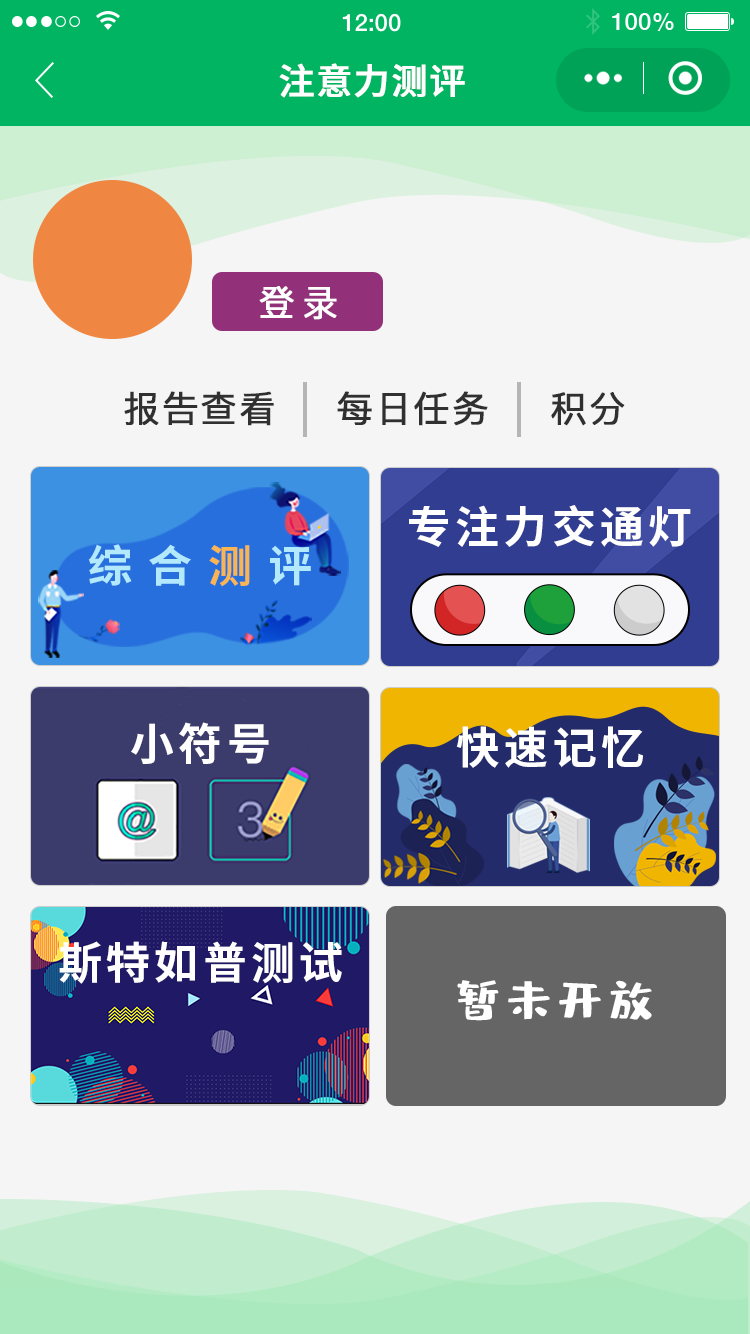 12:00
100%
注意力测评
登录
报告查看
每日任务
积分
综合测评
专注力交通灯
小符号
@
3
快速记忆
斯特如普测试
暂未开放